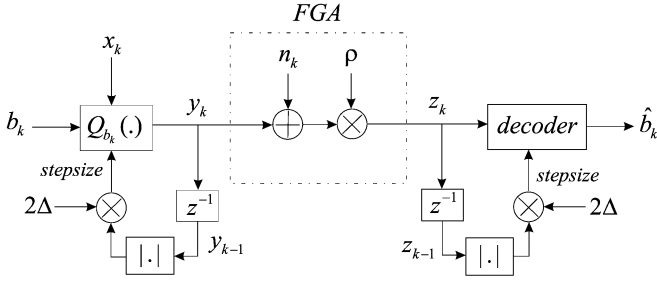 FGA
x_k
n_k
ρ
b_k
Q_{b_k}(.)
y_k
z_k
decoder
\hat{b}_k
stepsize
stepsize
2Δ
z^{-1}
z^{-1}
2Δ
y_{k-1}
z_{k-1}
|.|
|.|